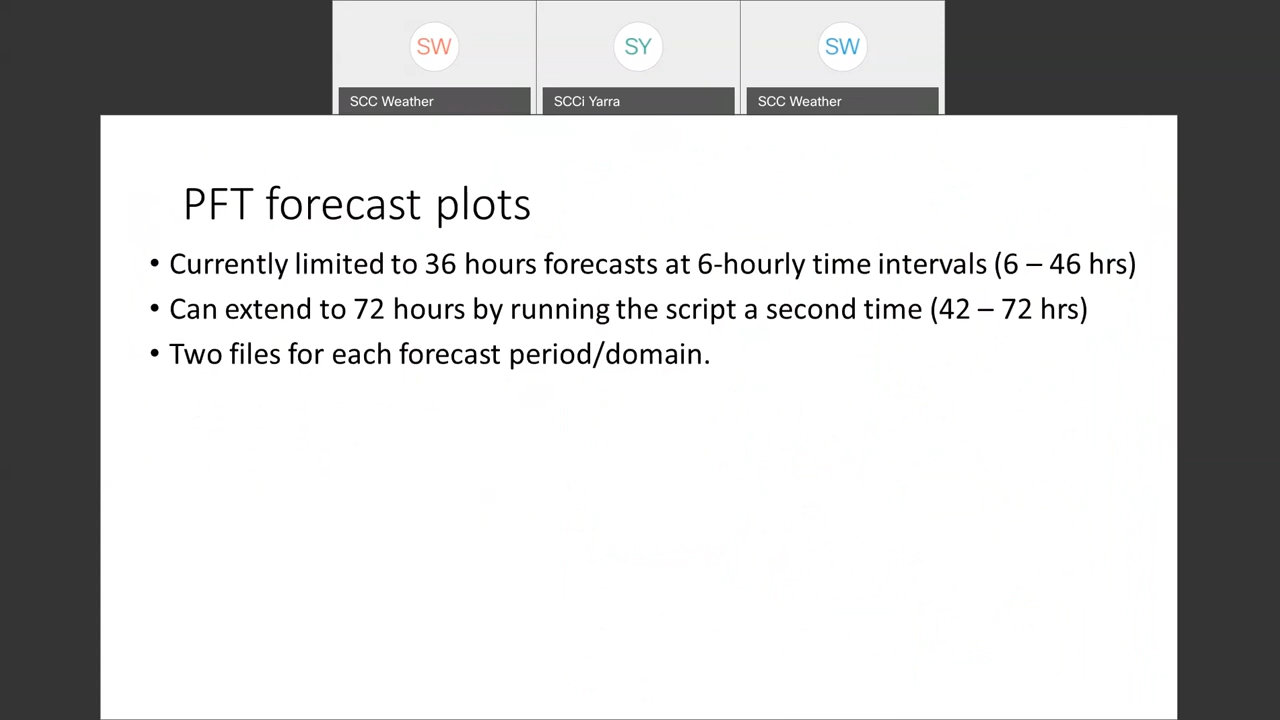 SW
SY
SW
SCC Weather
SCCi Yarra
SCC Weather
PFT forecast plots
• Currently limited to 36 hours forecasts at 6-hourly time intervals (6 – 46 hrs)
• Can extend to 72 hours by running the script a second time (42 – 72 hrs)
• Two files for each forecast period/domain.